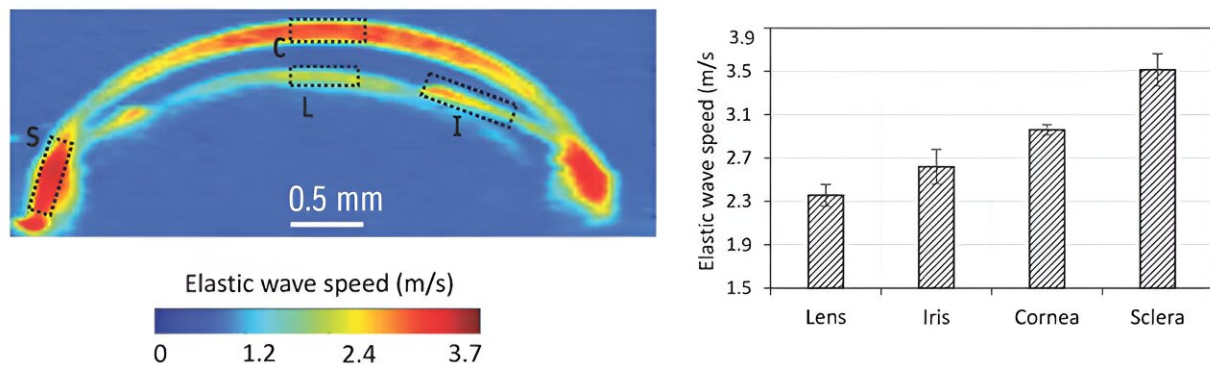 C
L
I
S
0.5 mm
Elastic wave speed (m/s)
0 1.2 2.4 3.7
Elastic wave speed (m/s)
3.9
3.5
3.1
2.7
2.3
1.9
1.5
Lens Iris Cornea Sclera